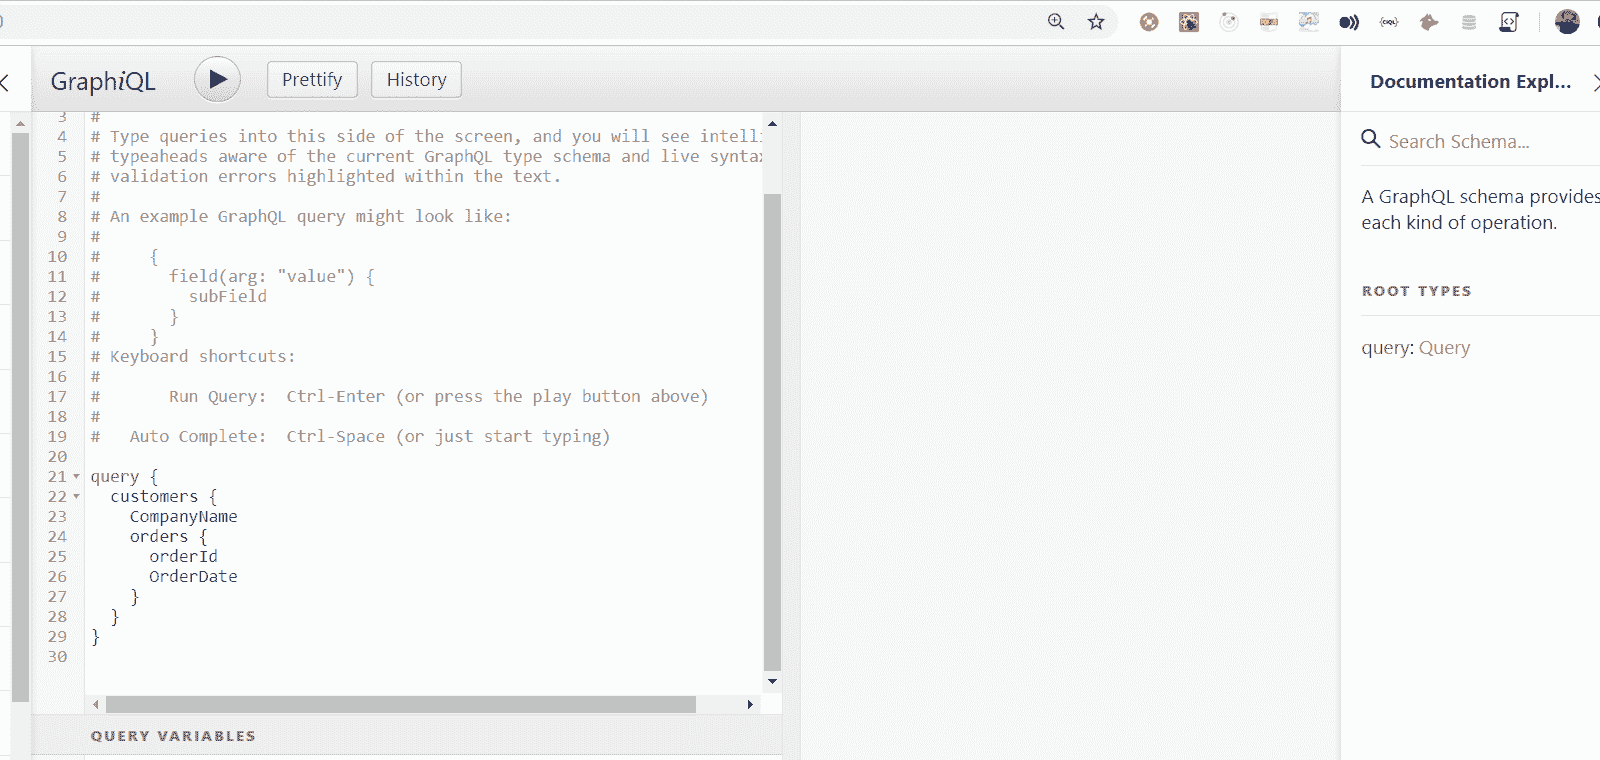 GraphiQL
Prettify
History
Documentation Expl...
3 #
4 # Type queries into this side of the screen, and you will see intelli
5 # typeaheads aware of the current GraphQL type schema and live syntax
6 # validation errors highlighted within the text.
7 #
8 # An example GraphQL query might look like:
9 #
10 #     {
11 #       field(arg: "value") {
12 #         subField
13 #       }
14 #     }
15 # Keyboard shortcuts:
16 #
17 #       Run Query:  Ctrl-Enter (or press the play button above)
18 #
19 #   Auto Complete:  Ctrl-Space (or just start typing)
20
21 query {
22   customers {
23     CompanyName
24     orders {
25       orderId
26       OrderDate
27     }
28   }
29 }
30
QUERY VARIABLES
Search Schema...
A GraphQL schema provides
each kind of operation.
ROOT TYPES
query: Query